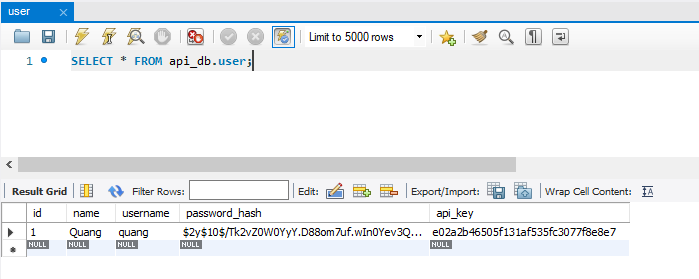 user
Limit to 5000 rows
1 SELECT * FROM api_db.user;
Result Grid Filter Rows: Edit: Export/Import: Wrap Cell Content:
id name username password_hash api_key
1 Quang quang $2y$10$/Tk2vZ0W0YyY.D88om7uf.wIn0Yev3Q... e02a2b46505f131af535fc3077f8e8e7
NULL NULL NULL NULL NULL